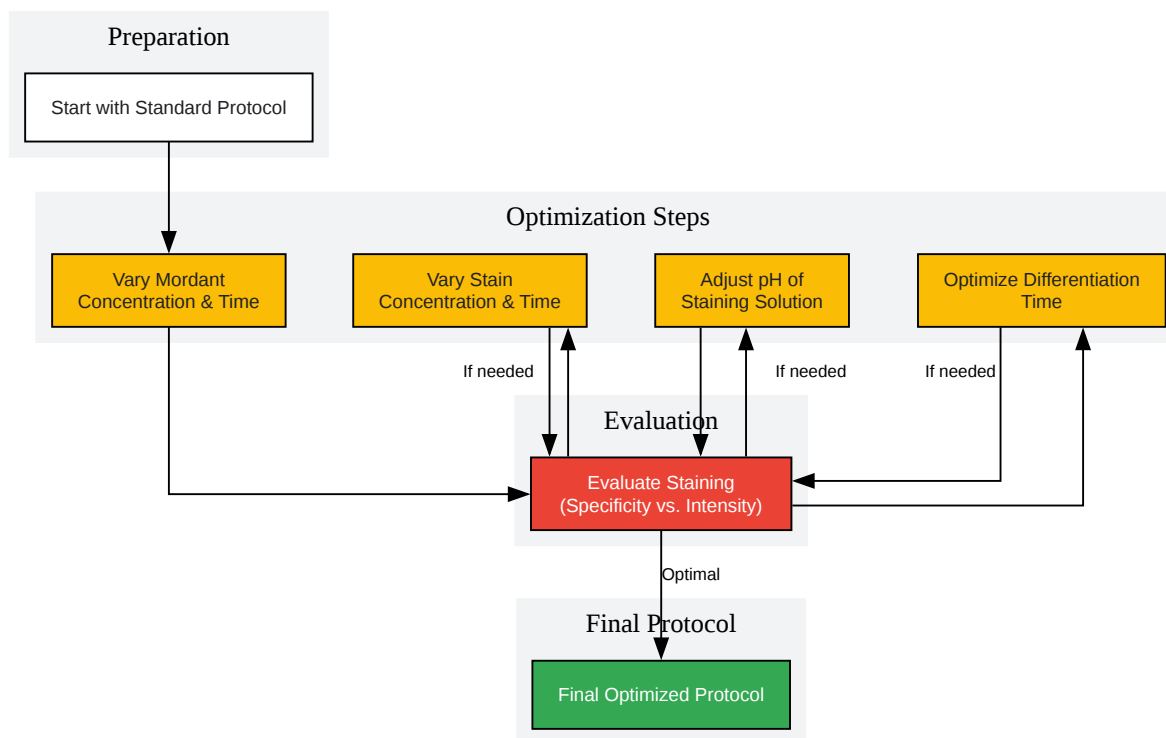 Preparation
Start with Standard Protocol
Optimization Steps
Vary Mordant
Concentration & Time
Vary Stain
Concentration & Time
Adjust pH of
Staining Solution
Optimize Differentiation
Time
If needed
If needed
If needed
Evaluation
Evaluate Staining
(Specificity vs. Intensity)
Optimal
Final Protocol
Final Optimized Protocol